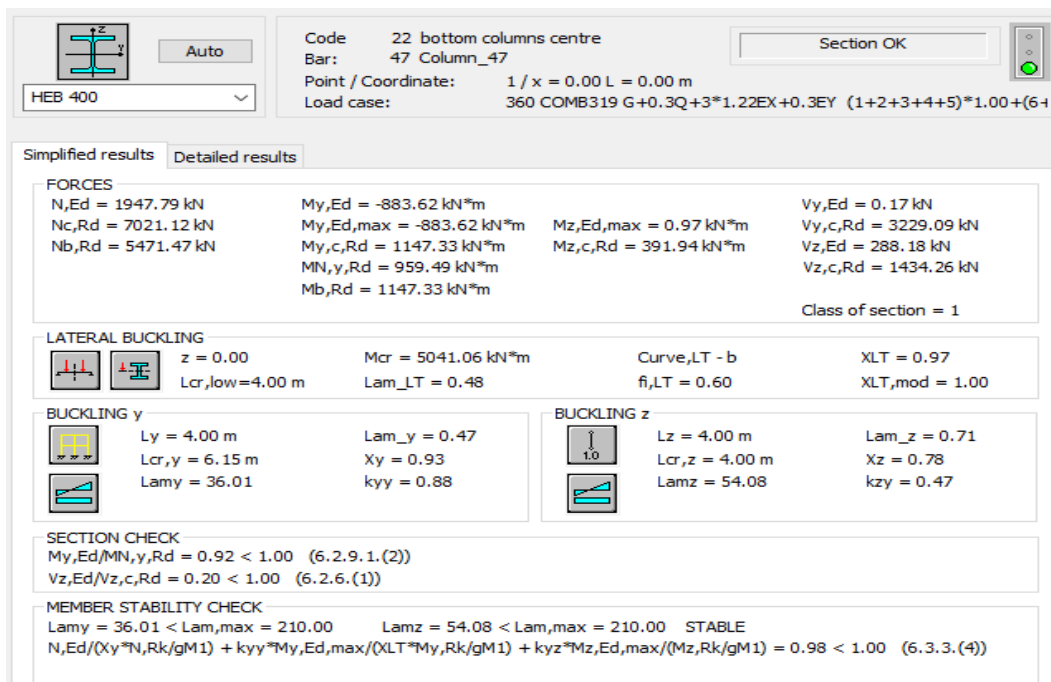 z
y
Auto
HEB 400
Code 22 bottom columns centre
Bar: 47 Column_47
Point / Coordinate: 1 / x = 0.00 L = 0.00 m
Load case: 360 COMB319 G+0.3Q+3*1.22EX+0.3EY (1+2+3+4+5)*1.00+(6+
Section OK
Simplified results Detailed results
FORCES
N,Ed = 1947.79 kN My,Ed = -883.62 kN*m Vy,Ed = 0.17 kN
Nc,Rd = 7021.12 kN My,Ed,max = -883.62 kN*m Mz,Ed,max = 0.97 kN*m Vy,c,Rd = 3229.09 kN
Nb,Rd = 5471.47 kN My,c,Rd = 1147.33 kN*m Mz,c,Rd = 391.94 kN*m Vz,Ed = 288.18 kN
MN,y,Rd = 959.49 kN*m Vz,c,Rd = 1434.26 kN
Mb,Rd = 1147.33 kN*m
Class of section = 1
LATERAL BUCKLING
z = 0.00 Mcr = 5041.06 kN*m Curve,LT - b XLT = 0.97
Lcr,low=4.00 m Lam_LT = 0.48 fi,LT = 0.60 XLT,mod = 1.00
BUCKLING y
Ly = 4.00 m Lam_y = 0.47
Lcr,y = 6.15 m Xy = 0.93
Lamy = 36.01 kyy = 0.88
BUCKLING z
1.0
Lz = 4.00 m Lam_z = 0.71
Lcr,z = 4.00 m Xz = 0.78
Lamz = 54.08 kzy = 0.47
SECTION CHECK
My,Ed/MN,y,Rd = 0.92 < 1.00 (6.2.9.1.(2))
Vz,Ed/Vz,c,Rd = 0.20 < 1.00 (6.2.6.(1))
MEMBER STABILITY CHECK
Lamy = 36.01 < Lam,max = 210.00 Lamz = 54.08 < Lam,max = 210.00 STABLE
N,Ed/(Xy*N,Rk/gM1) + kyy*My,Ed,max/(XLT*My,Rk/gM1) + kyz*Mz,Ed,max/(Mz,Rk/gM1) = 0.98 < 1.00 (6.3.3.(4))